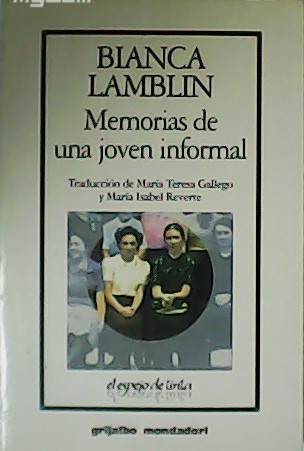 BIANCA
LAMBLIN
Memorias de
una joven informal
Traducción de María Teresa Gallego
y María Isabel Reverte
el espejo de tinta
grijalbo mondadori